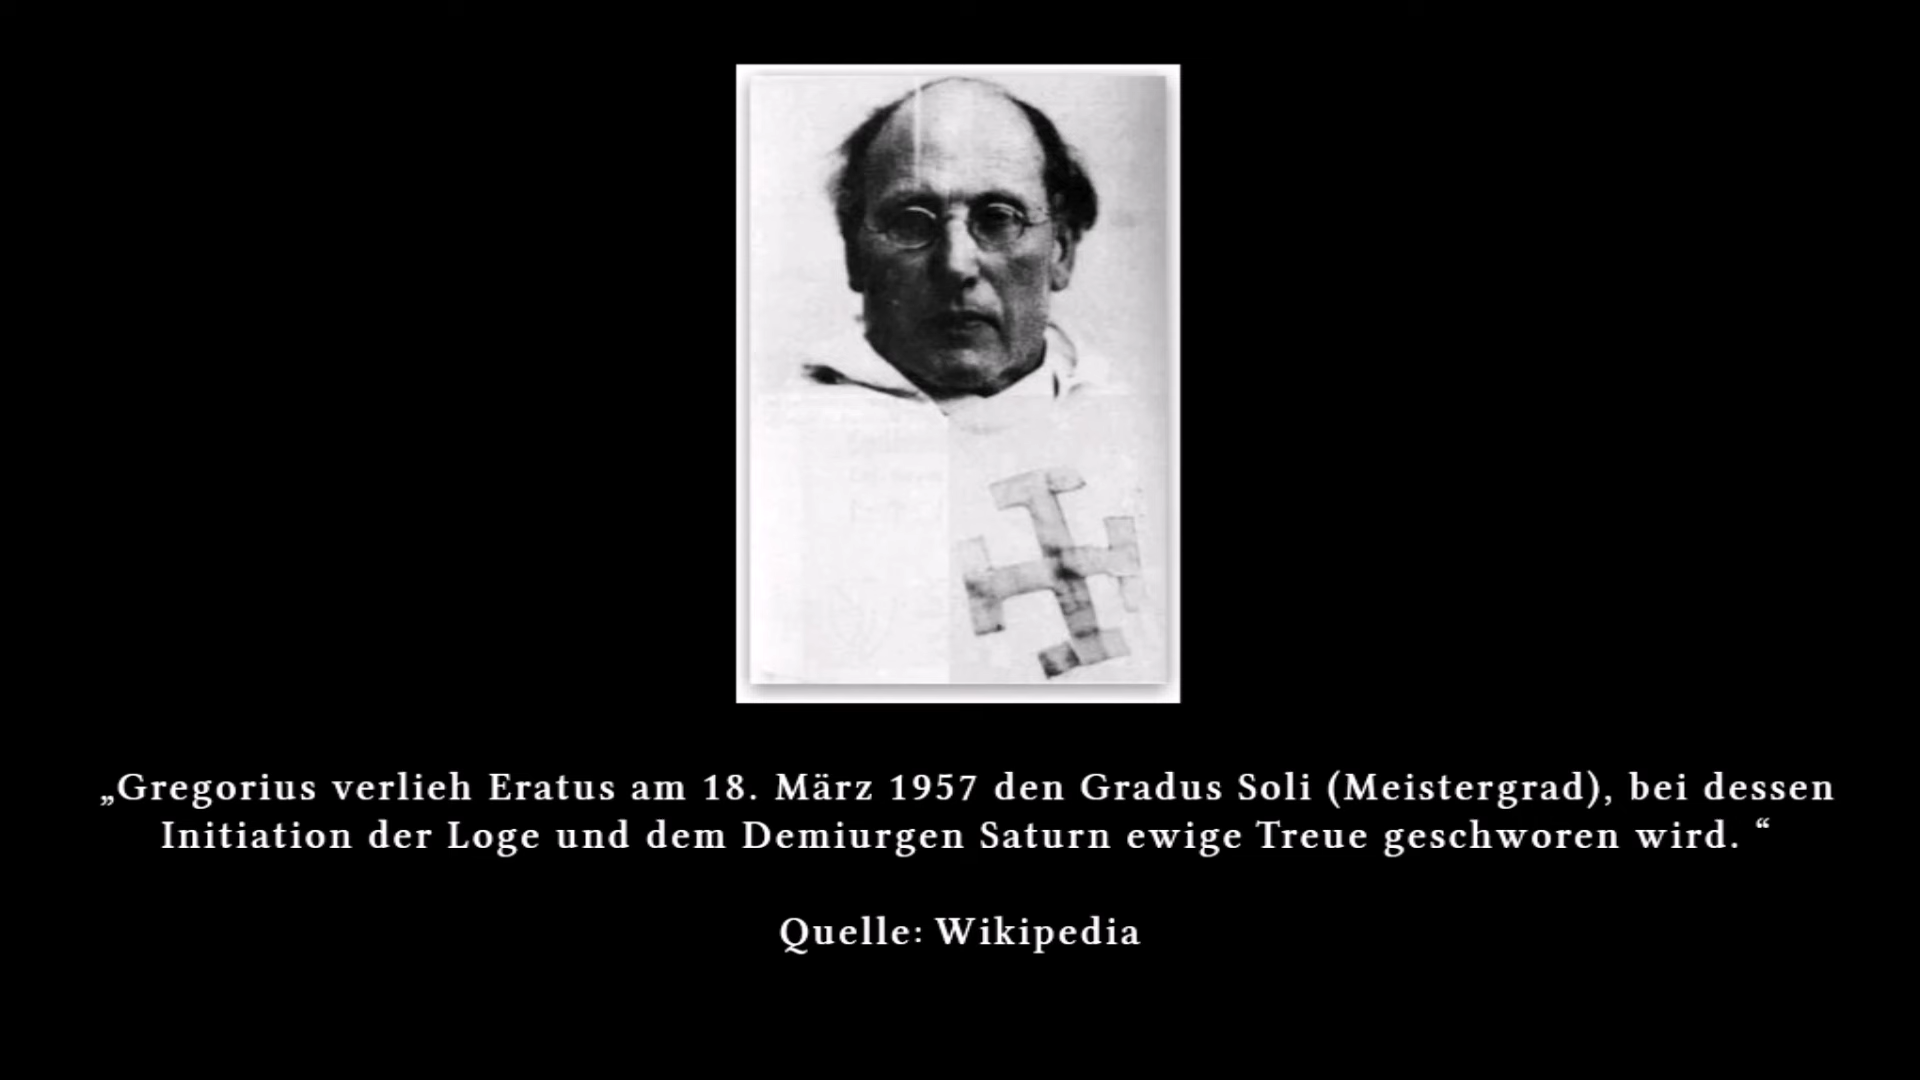 „Gregorius verlieh Eratus am 18. März 1957 den Gradus Soli (Meistergrad), bei dessen
Initiation der Loge und dem Demiurgen Saturn ewige Treue geschworen wird. “
Quelle: Wikipedia